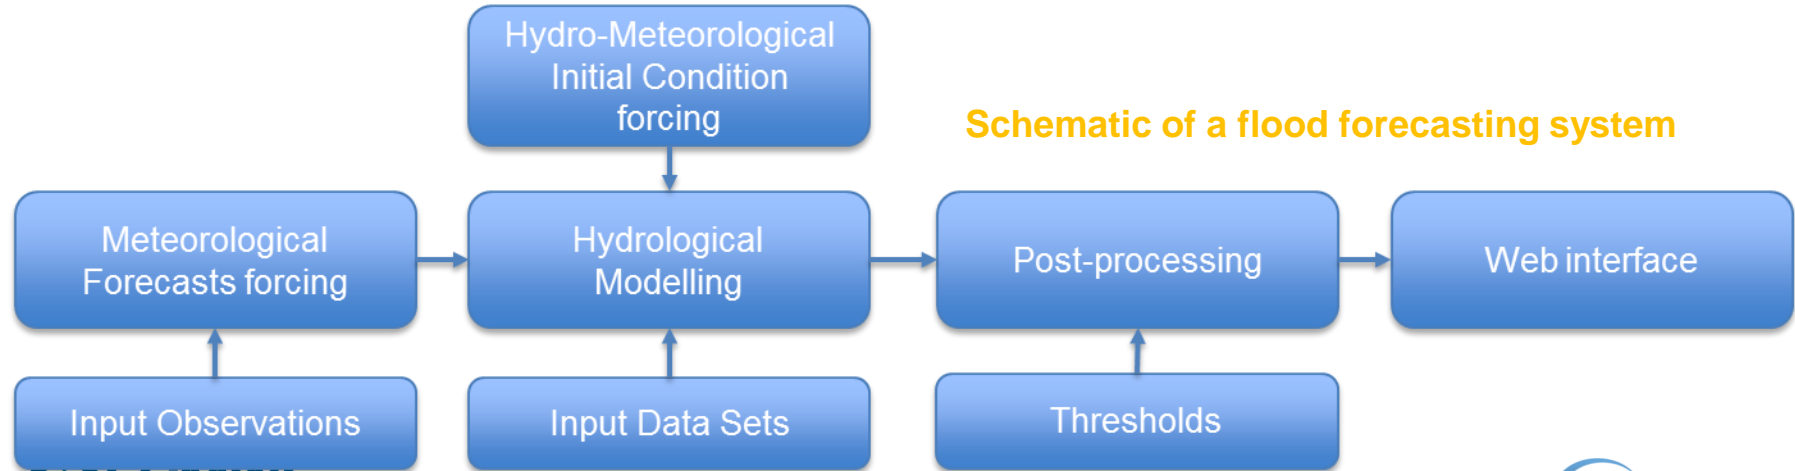 Hydro-Meteorological
Initial Condition
forcing
Schematic of a flood forecasting system
Meteorological
Forecasts forcing
Hydrological
Modelling
Post-processing
Web interface
Input Observations
Input Data Sets
Thresholds